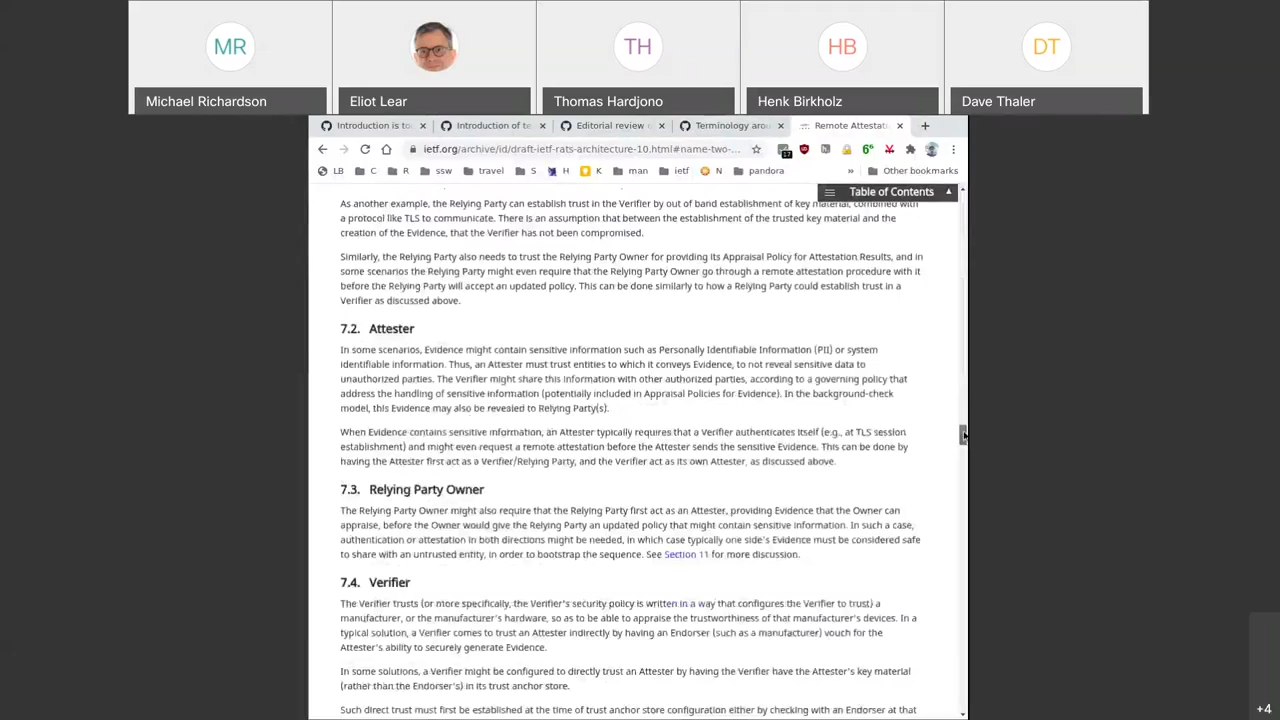 MR
TH
HB
DT
Michael Richardson
Eliot Lear
Thomas Hardjono
Henk Birkholz
Dave Thaler
Introduction is to
Introduction of te
Editorial review o
Terminology arou
Remote Attestati
ietf.org/archive/id/draft-ietf-rats-architecture-10.html#name-two-...
17
6⁶
LB
C
R
ssw
travel
S
H
K
man
ietf
N
pandora
»
Other bookmarks
Table of Contents
As another example, the Relying Party can establish trust in the Verifier by out of band establishment of key material, combined with
a protocol like TLS to communicate. There is an assumption that between the establishment of the trusted key material and the
creation of the Evidence, that the Verifier has not been compromised.
Similarly, the Relying Party also needs to trust the Relying Party Owner for providing its Appraisal Policy for Attestation Results, and in
some scenarios the Relying Party might even require that the Relying Party Owner go through a remote attestation procedure with it
before the Relying Party will accept an updated policy. This can be done similarly to how a Relying Party could establish trust in a
Verifier as discussed above.
7.2. Attester
In some scenarios, Evidence might contain sensitive information such as Personally Identifiable Information (PII) or system
identifiable information. Thus, an Attester must trust entities to which it conveys Evidence, to not reveal sensitive data to
unauthorized parties. The Verifier might share this information with other authorized parties, according to a governing policy that
address the handling of sensitive information (potentially included in Appraisal Policies for Evidence). In the background-check
model, this Evidence may also be revealed to Relying Party(s).
When Evidence contains sensitive information, an Attester typically requires that a Verifier authenticates itself (e.g., at TLS session
establishment) and might even request a remote attestation before the Attester sends the sensitive Evidence. This can be done by
having the Attester first act as a Verifier/Relying Party, and the Verifier act as its own Attester, as discussed above.
7.3. Relying Party Owner
The Relying Party Owner might also require that the Relying Party first act as an Attester, providing Evidence that the Owner can
appraise, before the Owner would give the Relying Party an updated policy that might contain sensitive information. In such a case,
authentication or attestation in both directions might be needed, in which case typically one side's Evidence must be considered safe
to share with an untrusted entity, in order to bootstrap the sequence. See Section 11 for more discussion.
7.4. Verifier
The Verifier trusts (or more specifically, the Verifier's security policy is written in a way that configures the Verifier to trust) a
manufacturer, or the manufacturer's hardware, so as to be able to appraise the trustworthiness of that manufacturer's devices. In a
typical solution, a Verifier comes to trust an Attester indirectly by having an Endorser (such as a manufacturer) vouch for the
Attester's ability to securely generate Evidence.
In some solutions, a Verifier might be configured to directly trust an Attester by having the Verifier have the Attester's key material
(rather than the Endorser's) in its trust anchor store.
Such direct trust must first be established at the time of trust anchor store configuration either by checking with an Endorser at that
+4